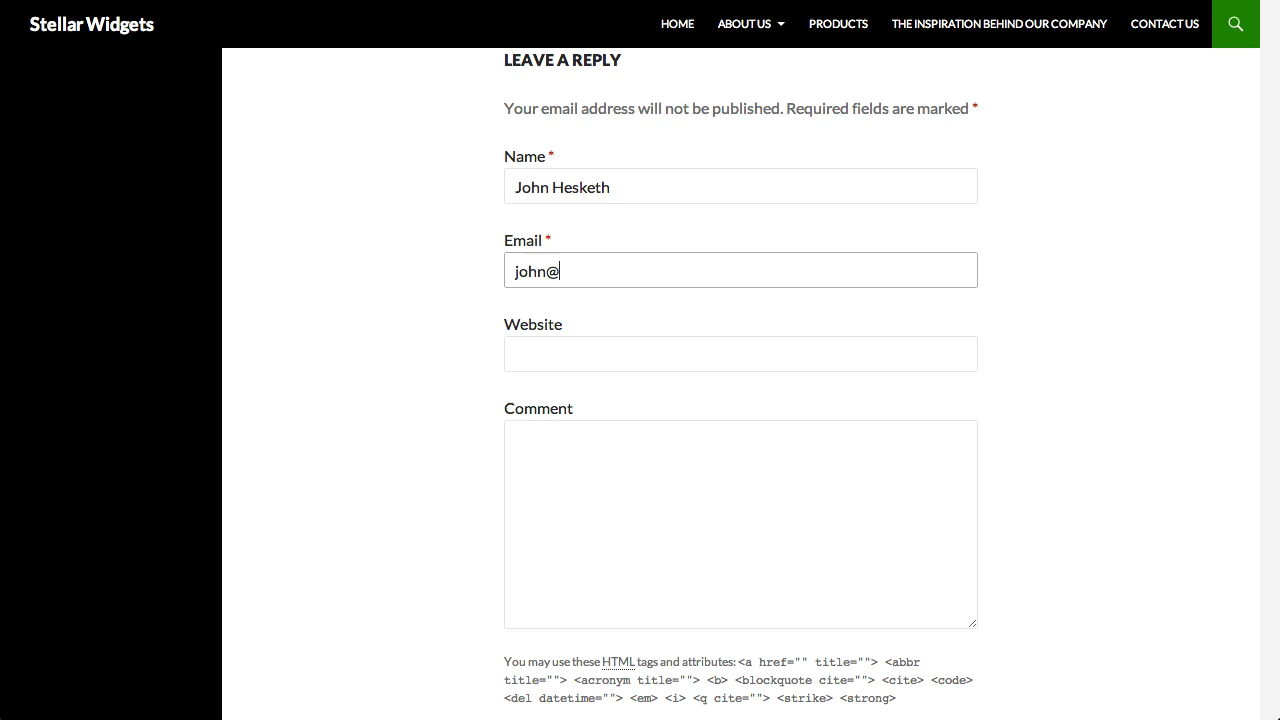 Stellar Widgets
HOME
ABOUT US
PRODUCTS
THE INSPIRATION BEHIND OUR COMPANY
CONTACT US
LEAVE A REPLY
Your email address will not be published. Required fields are marked *
Name *
John Hesketh
Email *
john@
Website
Comment
You may use these HTML tags and attributes: <a href="" title=""> <abbr
title=""> <acronym title=""> <b> <blockquote cite=""> <cite> <code>
<del datetime=""> <em> <i> <q cite=""> <strike> <strong>